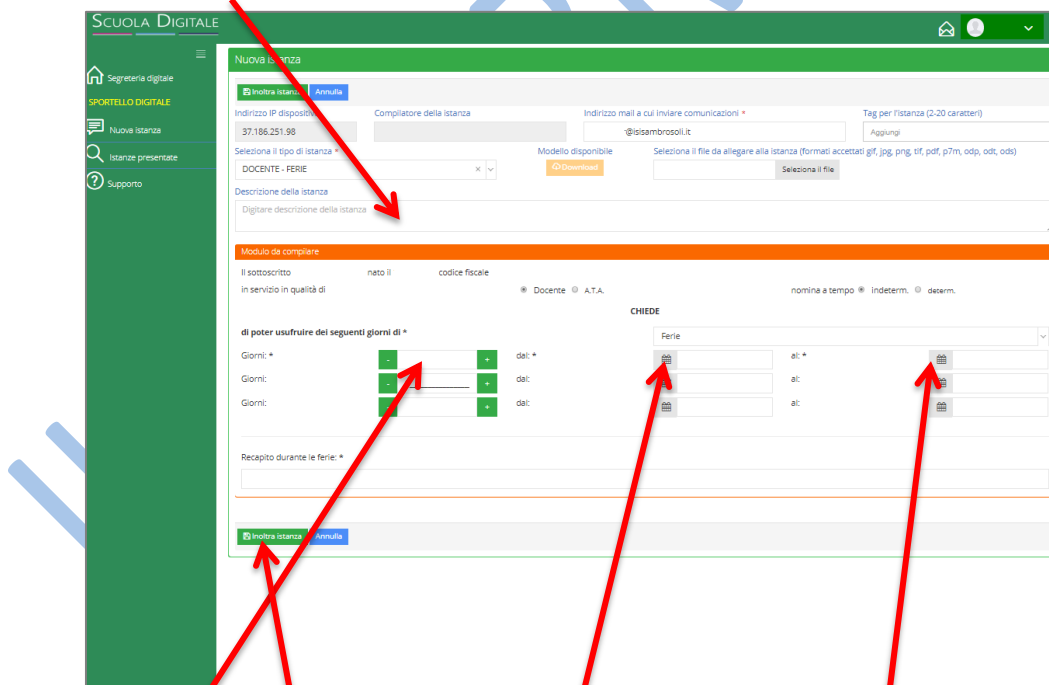 SCUOLA DIGITALE
Segreteria digitale
SPORTELLO DIGITALE
Nuova istanza
Istanze presentate
Supporto
Nuova istanza
Inoltra istanza Annulla
Indirizzo IP dispositivo Compilatore della istanza Indirizzo mail a cui inviare comunicazioni * Tag per l'istanza (2-20 caratteri)
37.186.251.98 @isisambrosoli.it Aggiungi
Seleziona il tipo di istanza * Modello disponibile Seleziona il file da allegare alla istanza (formati accettati gif, jpg, png, tif, pdf, p7m, odp, odt, ods)
DOCENTE - FERIE × Download Seleziona il file
Descrizione della istanza
Digitare descrizione della istanza
Modulo da compilare
Il sottoscritto nato il codice fiscale
in servizio in qualità di Docente A.T.A. nomina a tempo indeterm. determ.
CHIEDE
di poter usufruire dei seguenti giorni di * Ferie
Giorni: * - + dal: * al: *
Giorni: - + dal: al:
Giorni: - + dal: al:
Recapito durante le ferie: *
Inoltra istanza Annulla